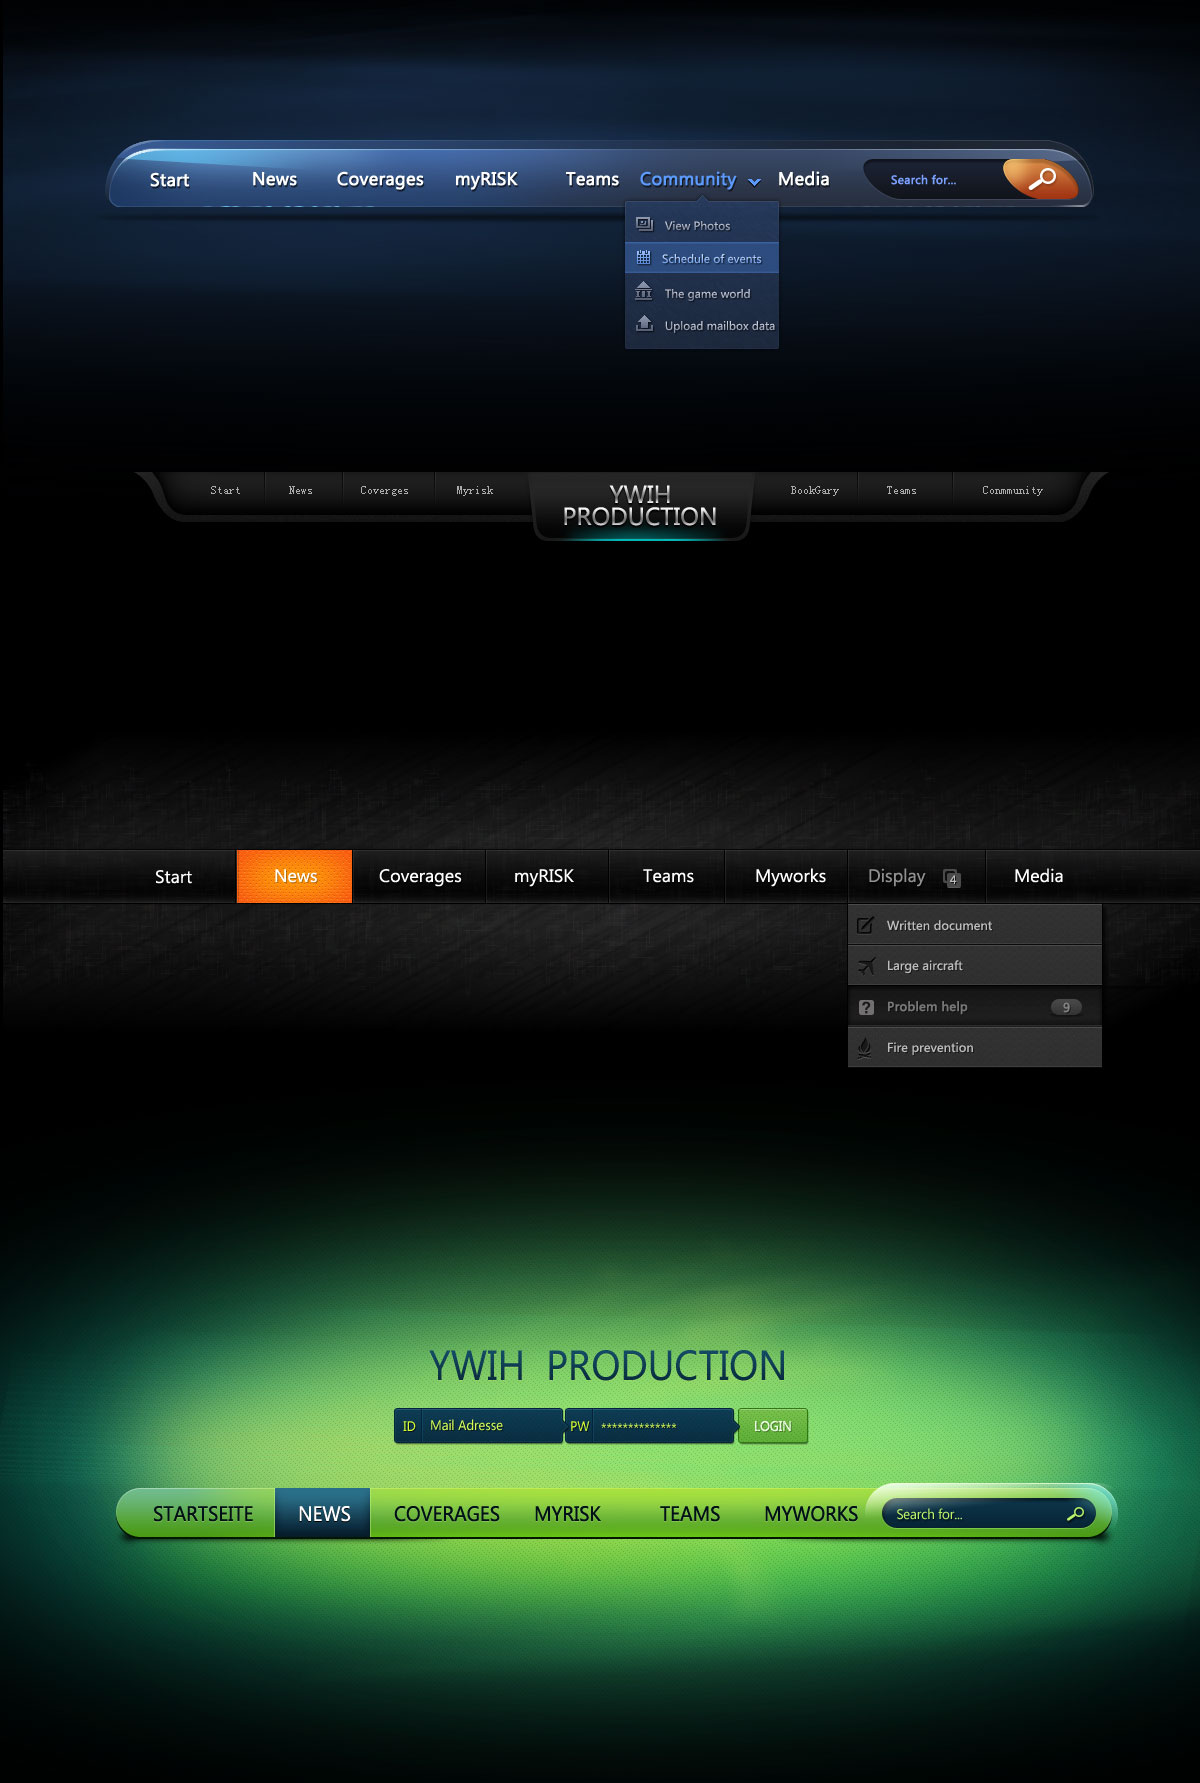 Start News Coverages myRISK Teams Community Media Search for...
View Photos
Schedule of events
The game world
Upload mailbox data
Start News Coverges Myrisk YWIH PRODUCTION BookGary Teams Conmmunity
Start News Coverages myRISK Teams Myworks Display 4 Media
Written document
Large aircraft
Problem help 9
Fire prevention
YWIH PRODUCTION
ID Mail Adresse PW ************** LOGIN
STARTSEITE NEWS COVERAGES MYRISK TEAMS MYWORKS Search for...